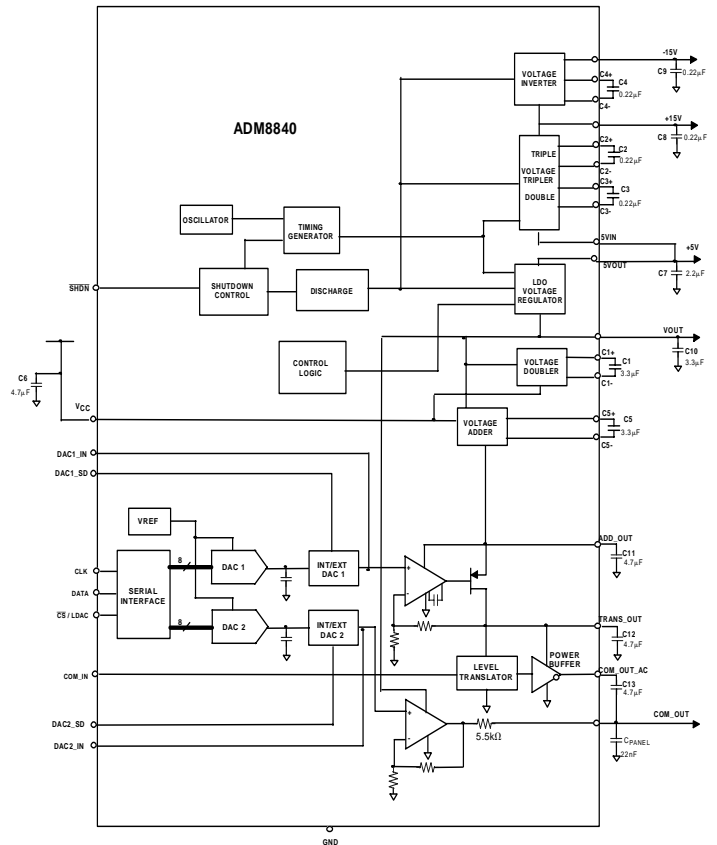 ADM8840
-15V
VOLTAGE
INVERTER
C4+
C4
0.22µF
C4-
C9
0.22µF
+15V
C8
0.22µF
TRIPLE
VOLTAGE
TRIPLER
DOUBLE
C2+
C2
0.22µF
C2-
C3+
C3
C3-
0.22µF
OSCILLATOR
TIMING
GENERATOR
5VIN
+5V
5VOUT
C7
2.2µF
SHDN
SHUTDOWN
CONTROL
DISCHARGE
LDO
VOLTAGE
REGULATOR
VOUT
C10
3.3µF
CONTROL
LOGIC
VOLTAGE
DOUBLER
C1+
C1
3.3µF
C1-
C6
4.7µF
VCC
VOLTAGE
ADDER
C5+
C5
3.3µF
C5-
DAC1_IN
DAC1_SD
VREF
CLK
DATA
CS / LDAC
SERIAL
INTERFACE
8
DAC 1
INT/EXT
DAC 1
+
-
ADD_OUT
C11
4.7µF
8
DAC 2
INT/EXT
DAC 2
TRANS_OUT
C12
4.7µF
COM_IN
LEVEL
TRANSLATOR
POWER
BUFFER
COM_OUT_AC
C13
4.7µF
DAC2_SD
DAC2_IN
+
-
5.5kΩ
COM_OUT
CPANEL
22nF
GND